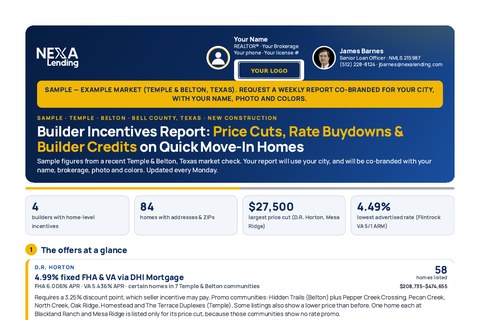 NEXA
Lending
Your Name
REALTOR® · Your Brokerage
Your phone · Your license #
YOUR LOGO
James Barnes
Senior Loan Officer · NMLS 215987
(512) 228-8124 · jbarnes@nexalending.com
SAMPLE — EXAMPLE MARKET (TEMPLE & BELTON, TEXAS). REQUEST A WEEKLY REPORT CO-BRANDED FOR YOUR CITY,
WITH YOUR NAME, PHOTO AND COLORS.
SAMPLE · TEMPLE · BELTON · BELL COUNTY, TEXAS · NEW CONSTRUCTION
Builder Incentives Report: Price Cuts, Rate Buydowns &
Builder Credits on Quick Move-In Homes
Sample figures from a recent Temple & Belton, Texas market check. Your report will use your city, and will be co-branded with your
name, brokerage, photo and colors. Updated every Monday.
4
builders with home-level
incentives
84
homes with addresses & ZIPs
$27,500
largest price cut (D.R. Horton, Mesa
Ridge)
4.49%
lowest advertised rate (Flintrock
VA 5/1 ARM)
1 The offers at a glance
D.R. HORTON
4.99% fixed FHA & VA via DHI Mortgage
FHA 6.006% APR · VA 5.436% APR · certain homes in 7 Temple & Belton communities
58
homes listed
$208,735–$474,655
Requires a 3.25% discount point, which seller incentive may pay. Promo communities: Hidden Trails (Belton) plus Pepper Creek Crossing, Pecan Creek,
North Creek, Oak Ridge, Homestead and The Terrace Duplexes (Temple). Some listings also show a lower price than before. One home each at
Blackland Ranch and Mesa Ridge is listed only for its price cut, because those communities show no rate promo.